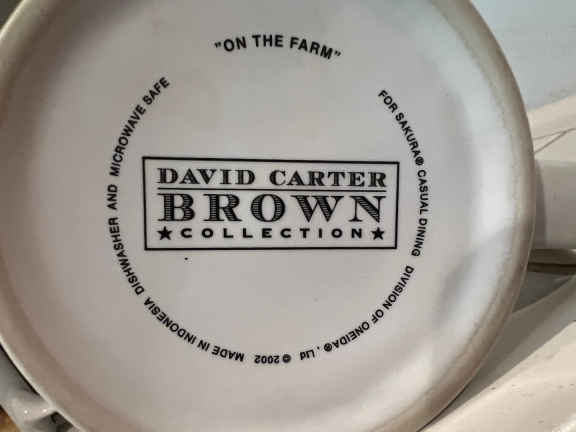 "ON THE FARM"
FOR SAKURA® CASUAL DINING DIVISION OF ONEIDA®, Ltd © 2002 MADE IN INDONESIA DISHWASHER AND MICROWAVE SAFE
DAVID CARTER
BROWN
★COLLECTION★